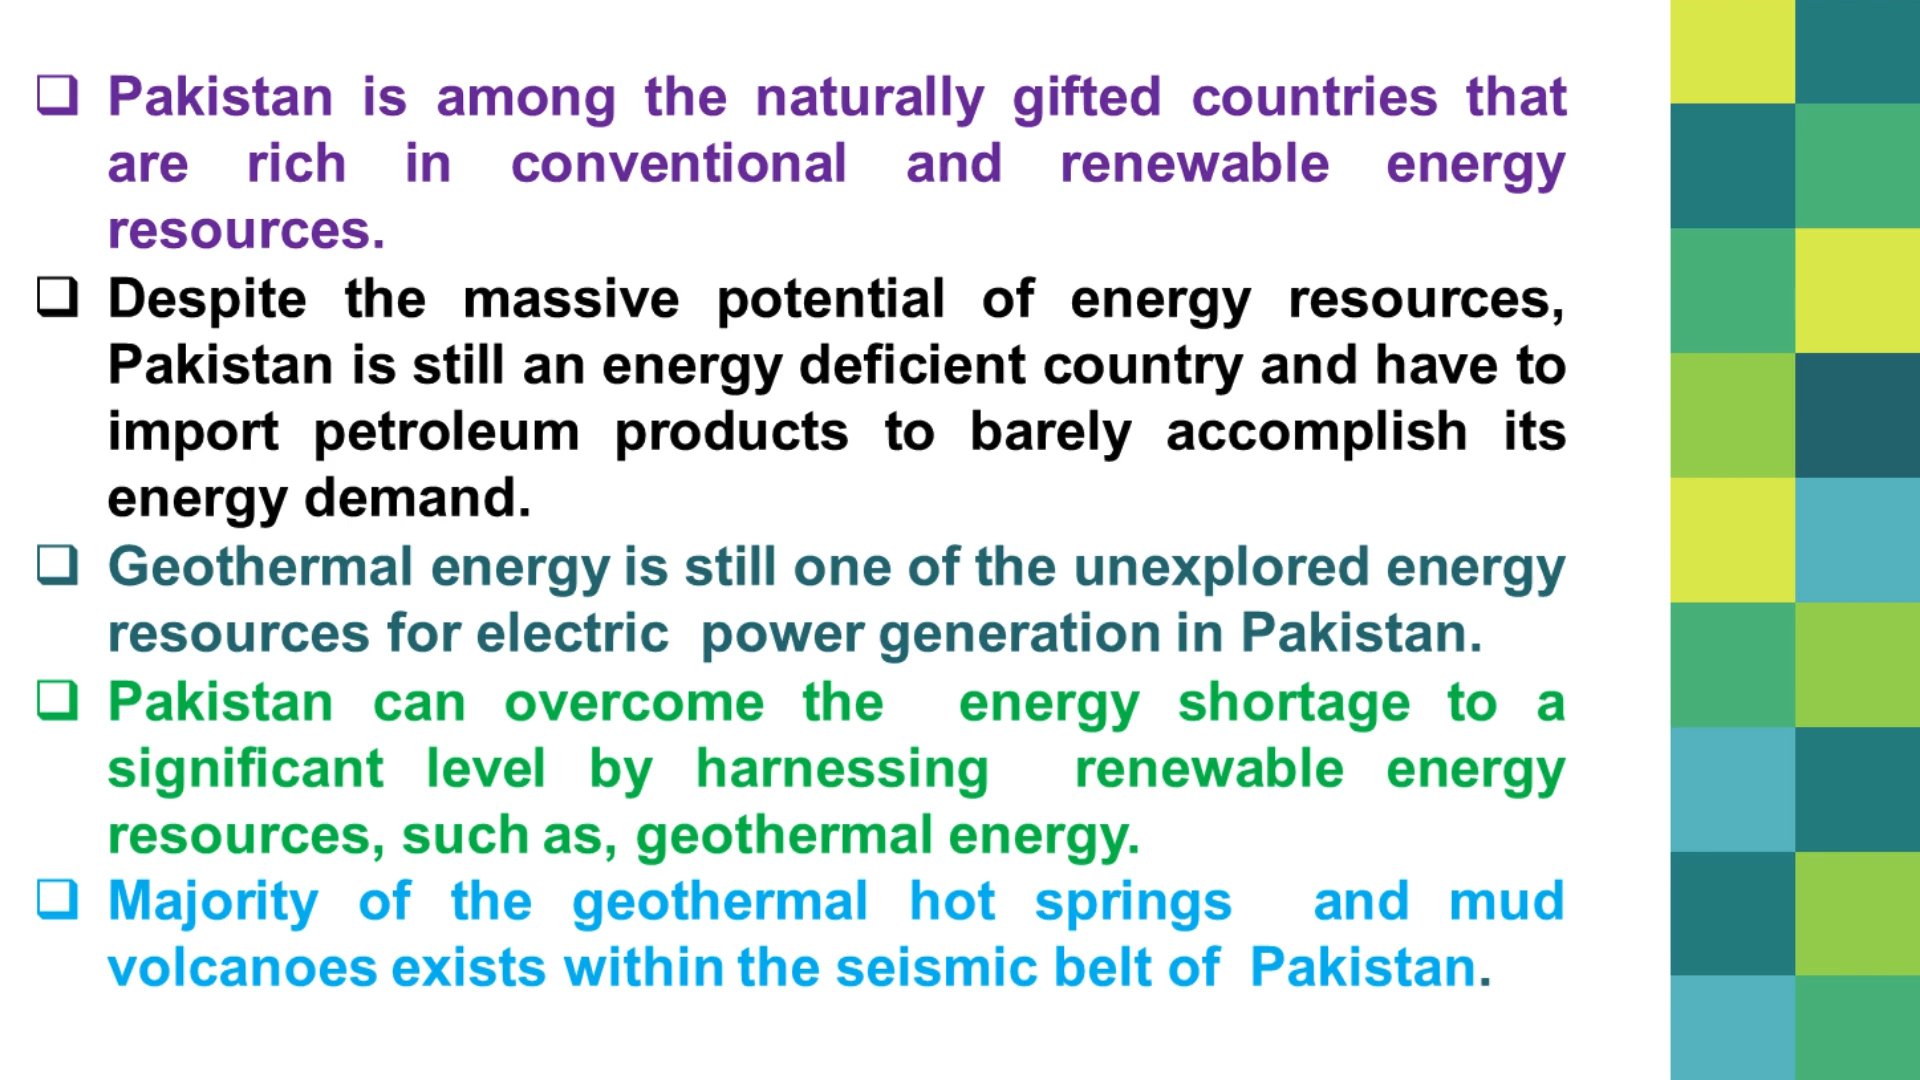 ❑ Pakistan is among the naturally gifted countries that
are rich in conventional and renewable energy
resources.
❑ Despite the massive potential of energy resources,
Pakistan is still an energy deficient country and have to
import petroleum products to barely accomplish its
energy demand.
❑ Geothermal energy is still one of the unexplored energy
resources for electric power generation in Pakistan.
❑ Pakistan can overcome the energy shortage to a
significant level by harnessing renewable energy
resources, such as, geothermal energy.
❑ Majority of the geothermal hot springs and mud
volcanoes exists within the seismic belt of Pakistan.